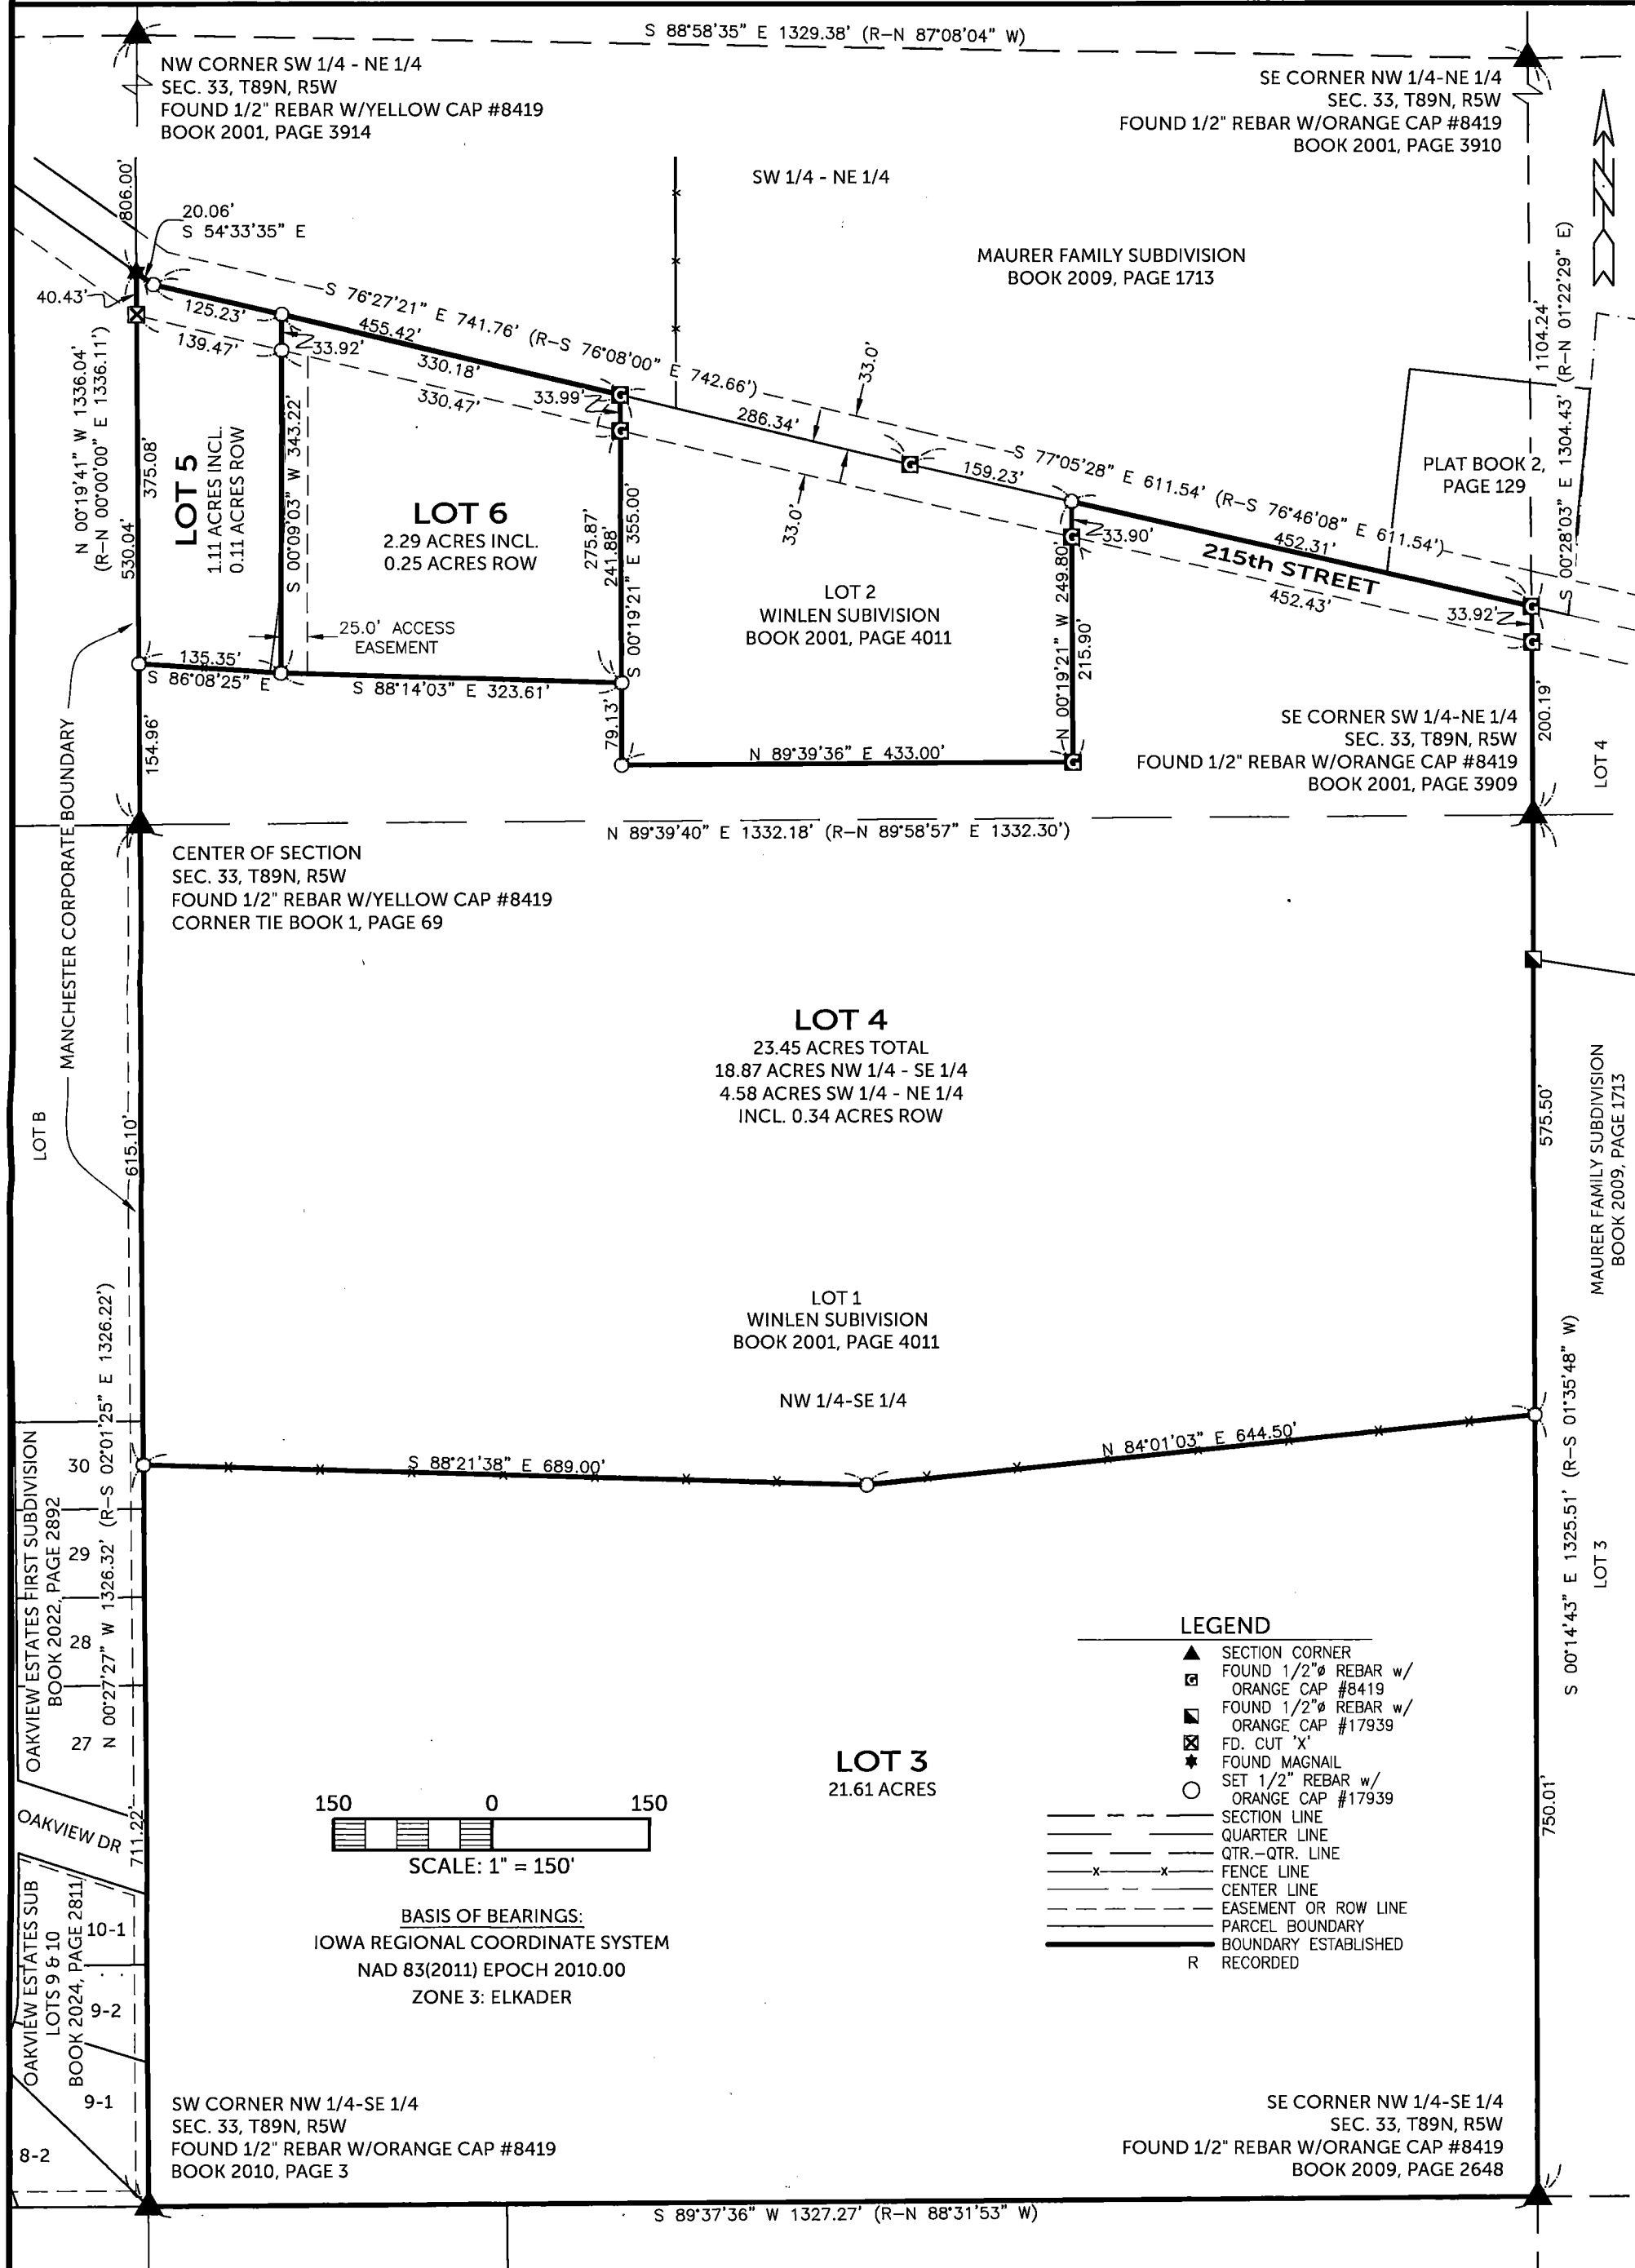 S 88°58'35" E 1329.38' (R–N 87°08'04" W)
NW CORNER SW 1/4 - NE 1/4
SEC. 33, T89N, R5W
FOUND 1/2" REBAR W/YELLOW CAP #8419
BOOK 2001, PAGE 3914
SE CORNER NW 1/4-NE 1/4
SEC. 33, T89N, R5W
FOUND 1/2" REBAR W/ORANGE CAP #8419
BOOK 2001, PAGE 3910
N
806.00'
20.06'
S 54°33'35" E
SW 1/4 - NE 1/4
MAURER FAMILY SUBDIVISION
BOOK 2009, PAGE 1713
1104.24'
S 00°28'03" E 1304.43' (R–N 01°22'29" E)
40.43'
125.23'
139.47'
33.92'
S 76°27'21" E 741.76' (R–S 76°08'00" E 742.66')
455.42'
330.18'
330.47'
33.99'
33.0'
286.34'
33.0'
159.23'
S 77°05'28" E 611.54' (R–S 76°46'08" E 611.54')
33.90'
452.31'
215th STREET
452.43'
33.92'
PLAT BOOK 2,
PAGE 129
N 00°19'41" W 1336.04'
(R–N 00°00'00" E 1336.11')
530.04'
375.08'
LOT 5
1.11 ACRES INCL.
0.11 ACRES ROW
S 00°09'03" W 343.22'
LOT 6
2.29 ACRES INCL.
0.25 ACRES ROW
275.87'
241.88'
S 00°19'21" E 355.00'
LOT 2
WINLEN SUBIVISION
BOOK 2001, PAGE 4011
N 00°19'21" W 249.80'
215.90'
25.0' ACCESS
EASEMENT
135.35'
S 86°08'25" E
S 88°14'03" E 323.61'
79.13'
N 89°39'36" E 433.00'
154.96'
SE CORNER SW 1/4-NE 1/4
SEC. 33, T89N, R5W
FOUND 1/2" REBAR W/ORANGE CAP #8419
BOOK 2001, PAGE 3909
200.19'
LOT 4
MANCHESTER CORPORATE BOUNDARY
N 89°39'40" E 1332.18' (R–N 89°58'57" E 1332.30')
CENTER OF SECTION
SEC. 33, T89N, R5W
FOUND 1/2" REBAR W/YELLOW CAP #8419
CORNER TIE BOOK 1, PAGE 69
LOT 4
23.45 ACRES TOTAL
18.87 ACRES NW 1/4 - SE 1/4
4.58 ACRES SW 1/4 - NE 1/4
INCL. 0.34 ACRES ROW
LOT B
615.10'
575.50'
MAURER FAMILY SUBDIVISION
BOOK 2009, PAGE 1713
LOT 1
WINLEN SUBIVISION
BOOK 2001, PAGE 4011
NW 1/4-SE 1/4
N 84°01'03" E 644.50'
S 88°21'38" E 689.00'
N 00°27'27" W 1326.32' (R–S 02°01'25" E 1326.22')
OAKVIEW ESTATES FIRST SUBDIVISION
BOOK 2022, PAGE 2892
30
29
28
27
S 00°14'43" E 1325.51' (R–S 01°35'48" W)
LOT 3
LEGEND
SECTION CORNER
G FOUND 1/2"ø REBAR w/
ORANGE CAP #8419
FOUND 1/2"ø REBAR w/
ORANGE CAP #17939
FD. CUT 'X'
FOUND MAGNAIL
SET 1/2" REBAR w/
ORANGE CAP #17939
SECTION LINE
QUARTER LINE
QTR.–QTR. LINE
FENCE LINE
CENTER LINE
EASEMENT OR ROW LINE
PARCEL BOUNDARY
BOUNDARY ESTABLISHED
R RECORDED
LOT 3
21.61 ACRES
150 0 150
SCALE: 1" = 150'
BASIS OF BEARINGS:
IOWA REGIONAL COORDINATE SYSTEM
NAD 83(2011) EPOCH 2010.00
ZONE 3: ELKADER
OAKVIEW DR
711.22'
750.01'
OAKVIEW ESTATES SUB
LOTS 9 & 10
BOOK 2024, PAGE 2811
10-1
9-2
9-1
8-2
SW CORNER NW 1/4-SE 1/4
SEC. 33, T89N, R5W
FOUND 1/2" REBAR W/ORANGE CAP #8419
BOOK 2010, PAGE 3
SE CORNER NW 1/4-SE 1/4
SEC. 33, T89N, R5W
FOUND 1/2" REBAR W/ORANGE CAP #8419
BOOK 2009, PAGE 2648
S 89°37'36" W 1327.27' (R–N 88°31'53" W)